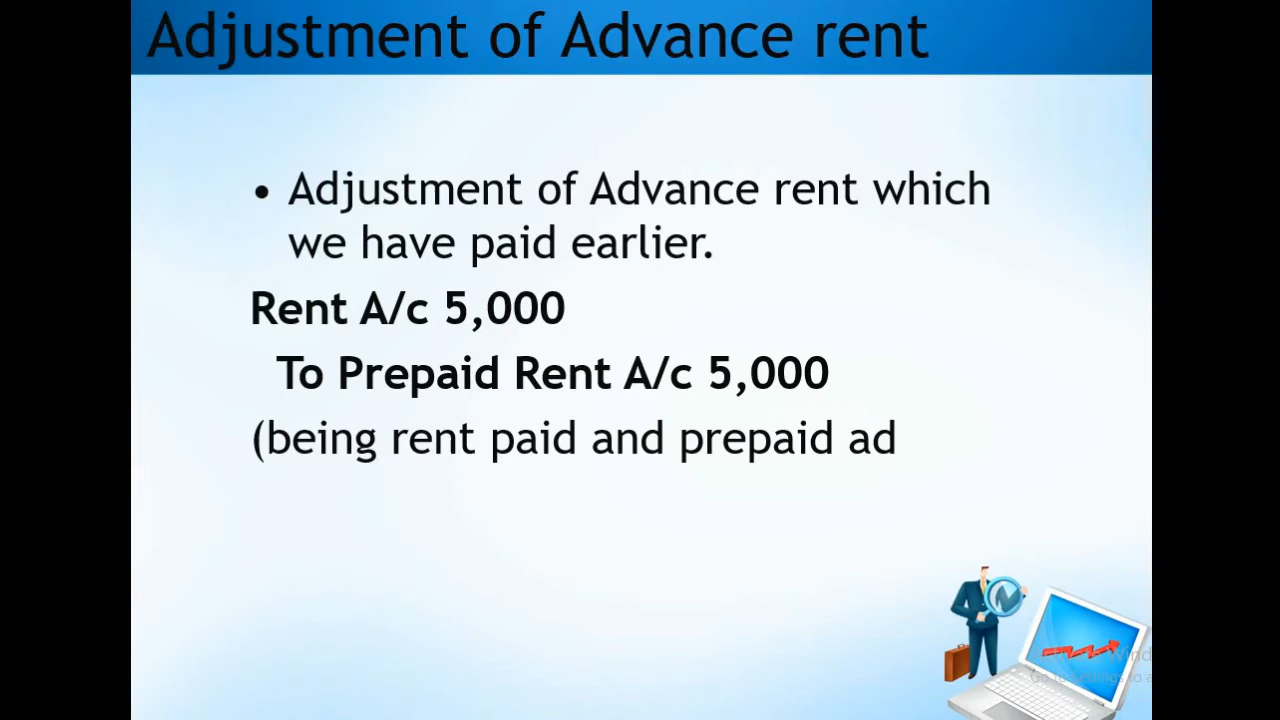 Adjustment of Advance rent
• Adjustment of Advance rent which
we have paid earlier.
Rent A/c 5,000
To Prepaid Rent A/c 5,000
(being rent paid and prepaid ad